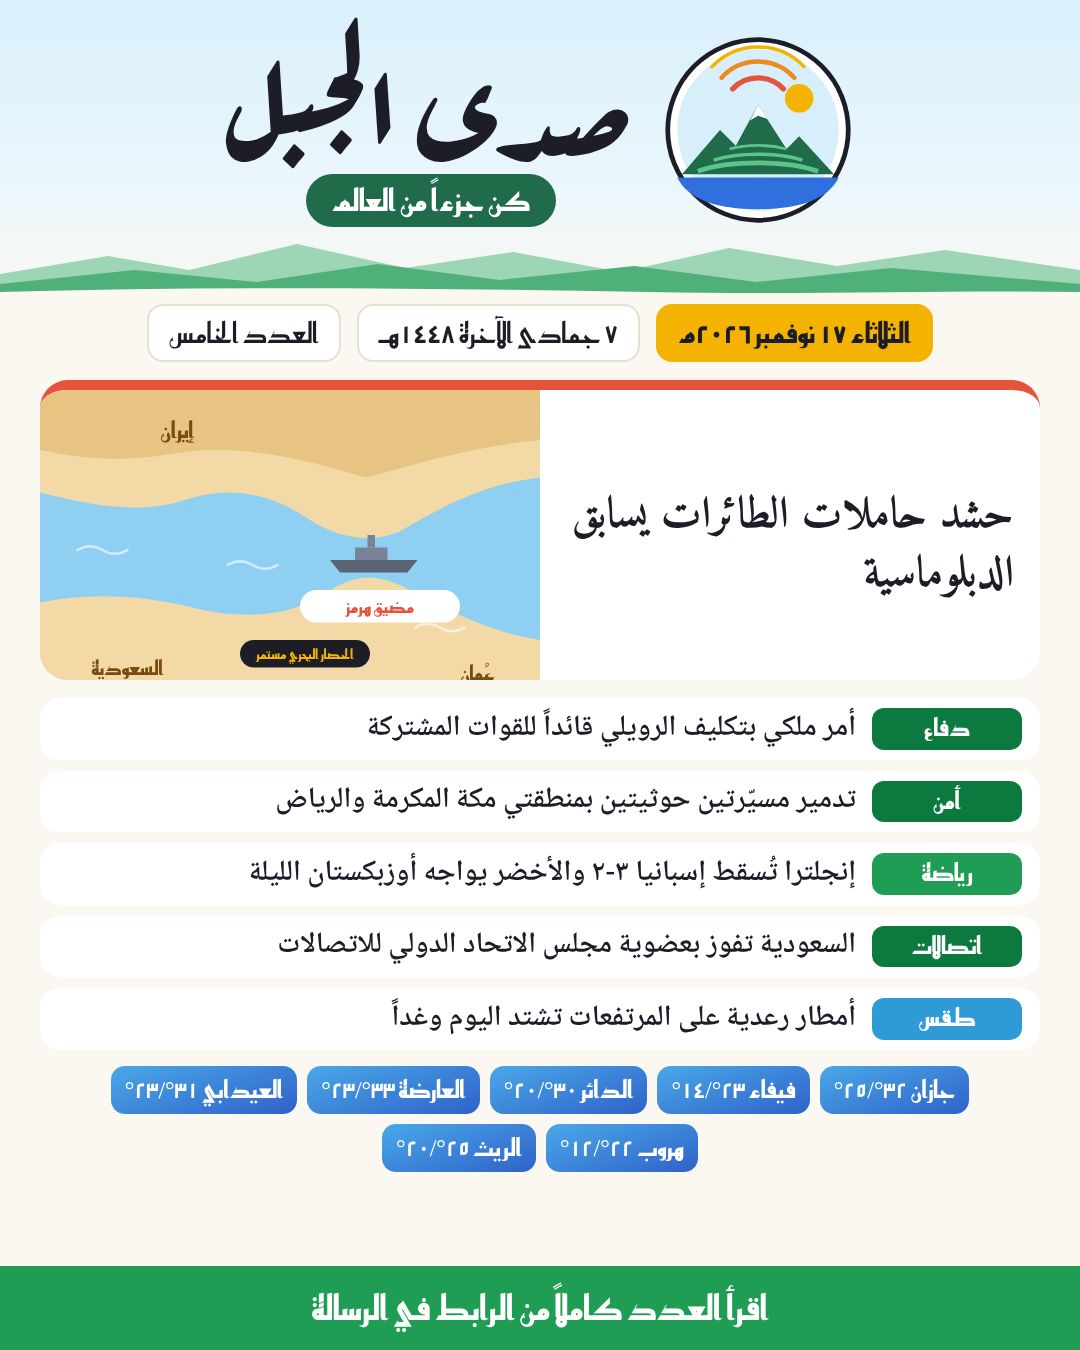 صدى الجبل
كن جزءاً من العالم
الثلاثاء ١٧ نوفمبر ٢٠٢٦م
٧ جمادى الآخرة ١٤٤٨هـ
العدد الخامس
حشد حاملات الطائرات يسابق
الدبلوماسية
إيران
مضيق هرمز
الحصار البحري مستمر
السعودية
عُمان
دفاع
أمر ملكي بتكليف الرويلي قائداً للقوات المشتركة
أمن
تدمير مسيّرتين حوثيتين بمنطقتي مكة المكرمة والرياض
رياضة
إنجلترا تُسقط إسبانيا ٣-٢ والأخضر يواجه أوزبكستان الليلة
اتصالات
السعودية تفوز بعضوية مجلس الاتحاد الدولي للاتصالات
طقس
أمطار رعدية على المرتفعات تشتد اليوم وغداً
جازان ٣٢°/٢٥°
فيفاء ٢٣°/١٤°
الدائر ٣٠°/٢٠°
العارضة ٣٣°/٢٣°
العيدابي ٣١°/٢٣°
هروب ٢٢°/١٢°
الريث ٢٥°/٢٠°
اقرأ العدد كاملاً من الرابط في الرسالة